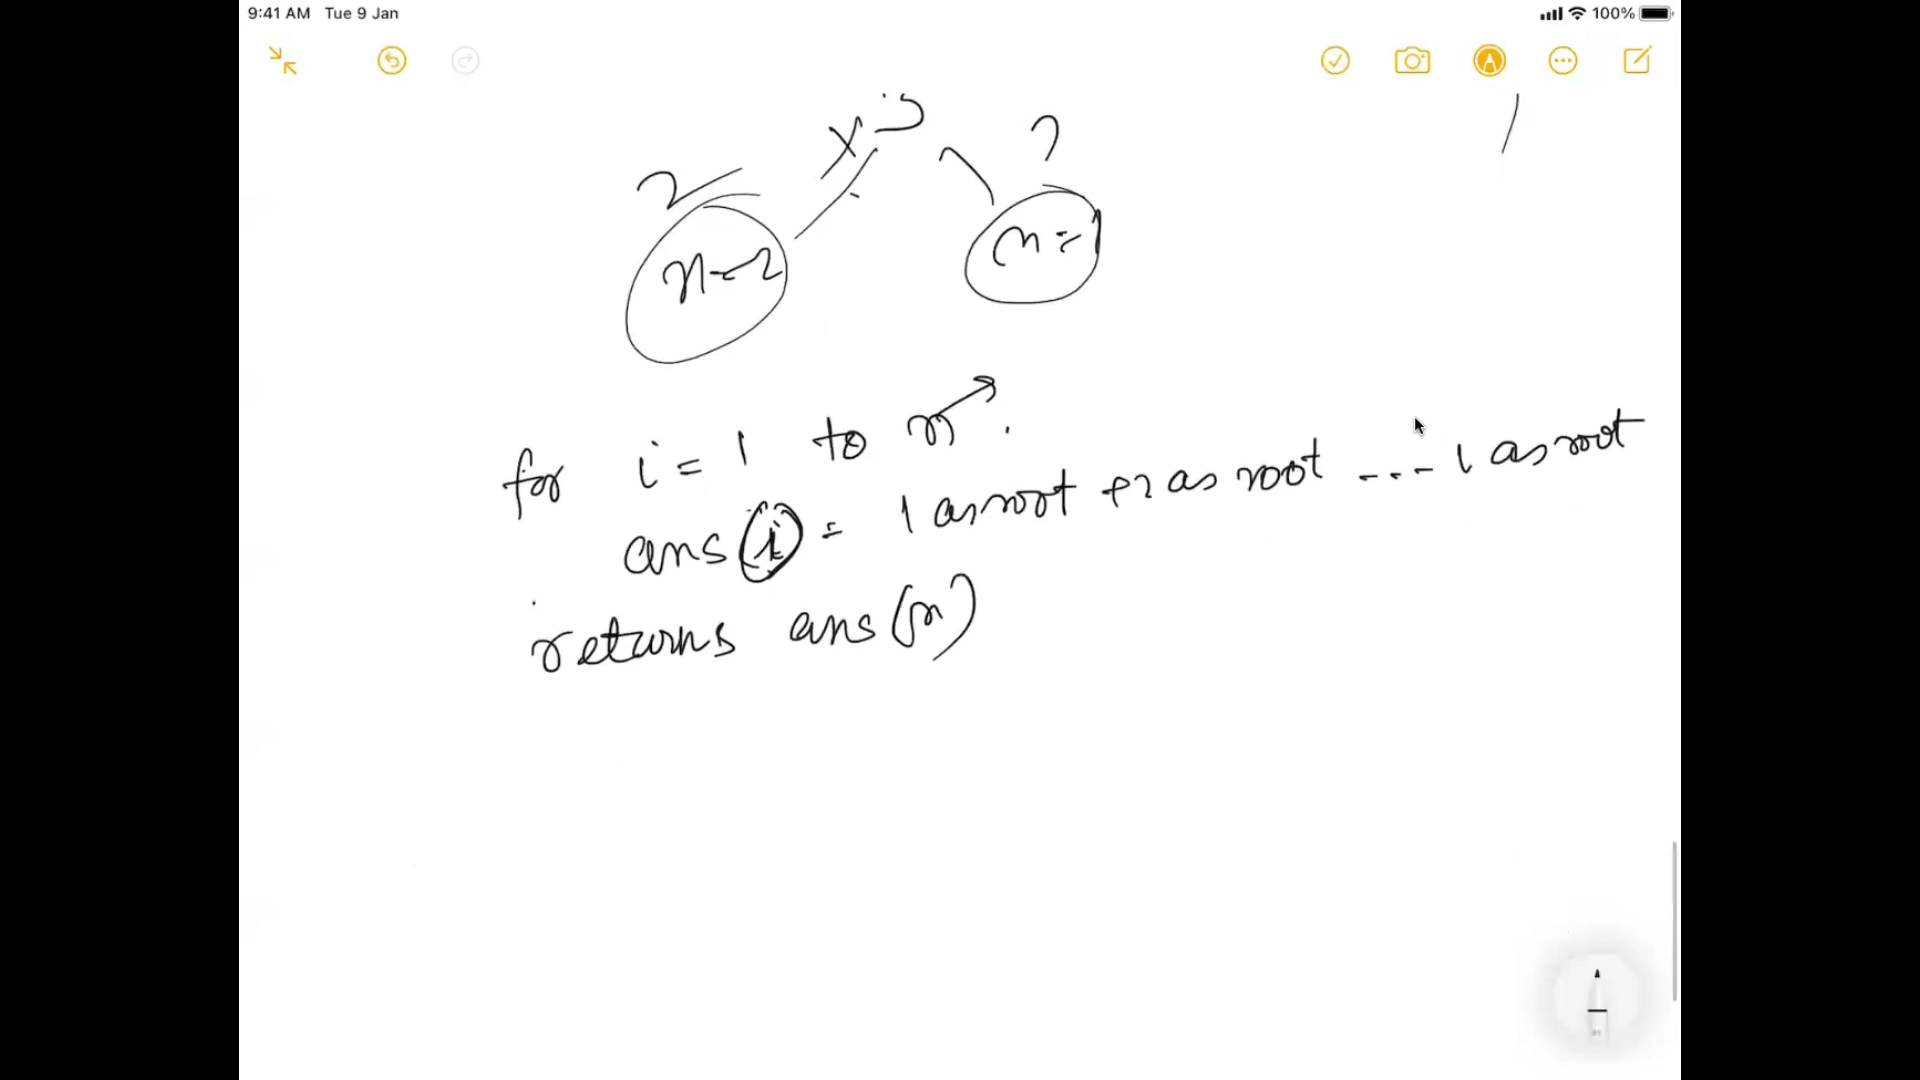 9:41 AM Tue 9 Jan 100%
2
n=2 n=1
for i = 1 to n .
ans(i) = 1 as root + 2 as root --- i as root
returns ans(n)